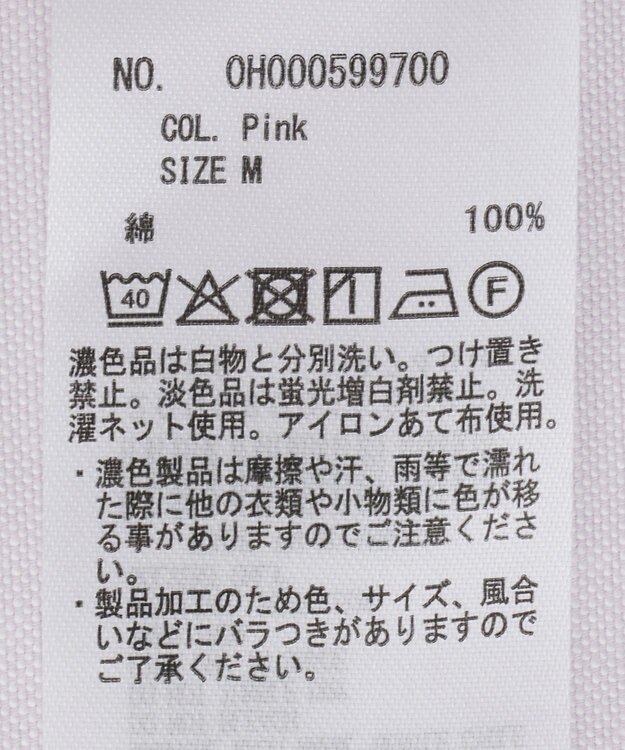 NO. OH000599700
COL. Pink
SIZE M
綿 100%
40 F
濃色品は白物と分別洗い。つけ置き
禁止。淡色品は蛍光増白剤禁止。洗
濯ネット使用。アイロンあて布使用。
・濃色製品は摩擦や汗、雨等で濡れ
た際に他の衣類や小物類に色が移
る事がありますのでご注意くださ
い。
・製品加工のため色、サイズ、風合
いなどにバラつきがありますので
ご了承ください。